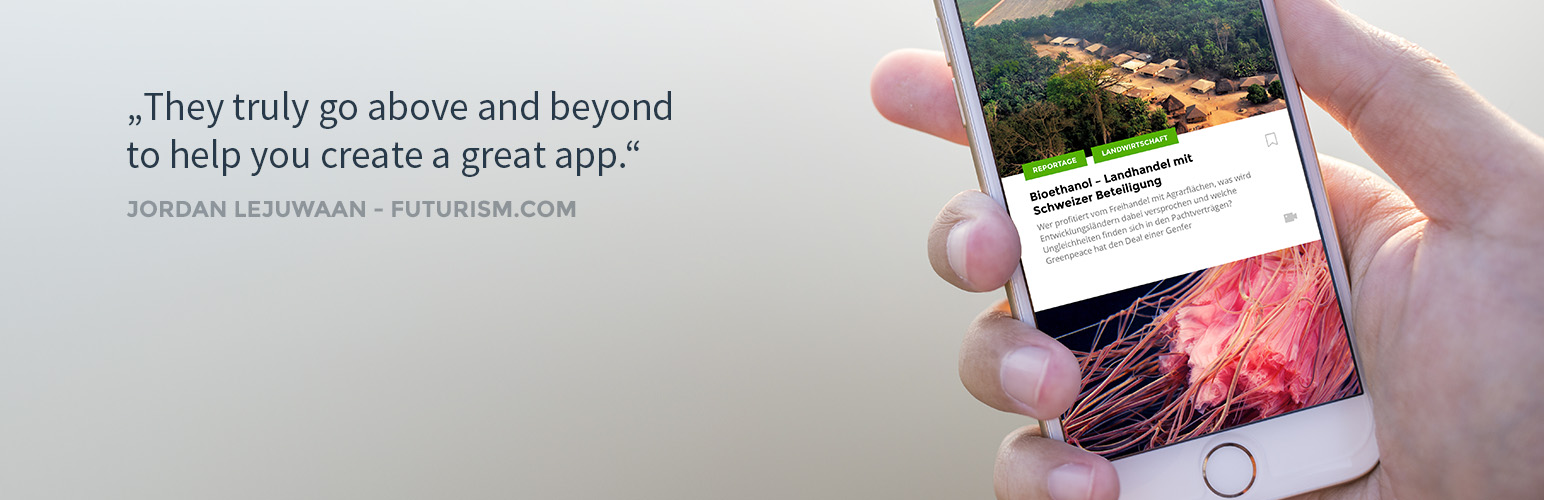 „They truly go above and beyond
to help you create a great app.“
JORDAN LEJUWAAN – FUTURISM.COM
REPORTAGE LANDWIRTSCHAFT
Bioethanol – Landhandel mit
Schweizer Beteiligung
Wer profitiert vom Freihandel mit Agrarflächen, was wird
Entwicklungsländern dabei versprochen und welche
Ungleichheiten finden sich in den Pachtverträgen?
Greenpeace hat den Deal einer Genfer